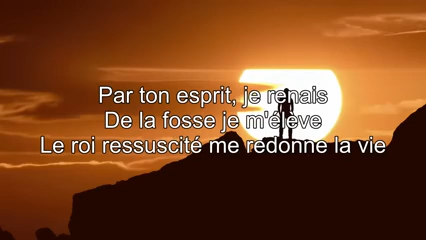 Par ton esprit, je renais
De la fosse je m'élève
Le roi ressuscité me redonne la vie